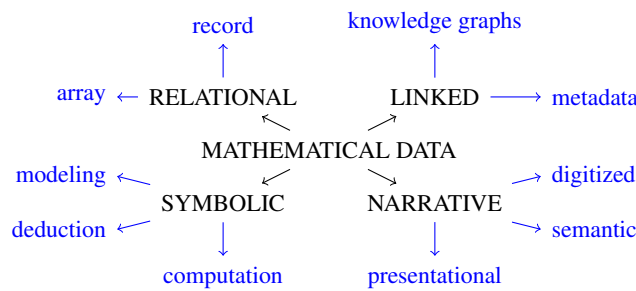 record
knowledge graphs
array
RELATIONAL
LINKED
metadata
MATHEMATICAL DATA
modeling
digitized
SYMBOLIC
NARRATIVE
deduction
semantic
computation
presentational